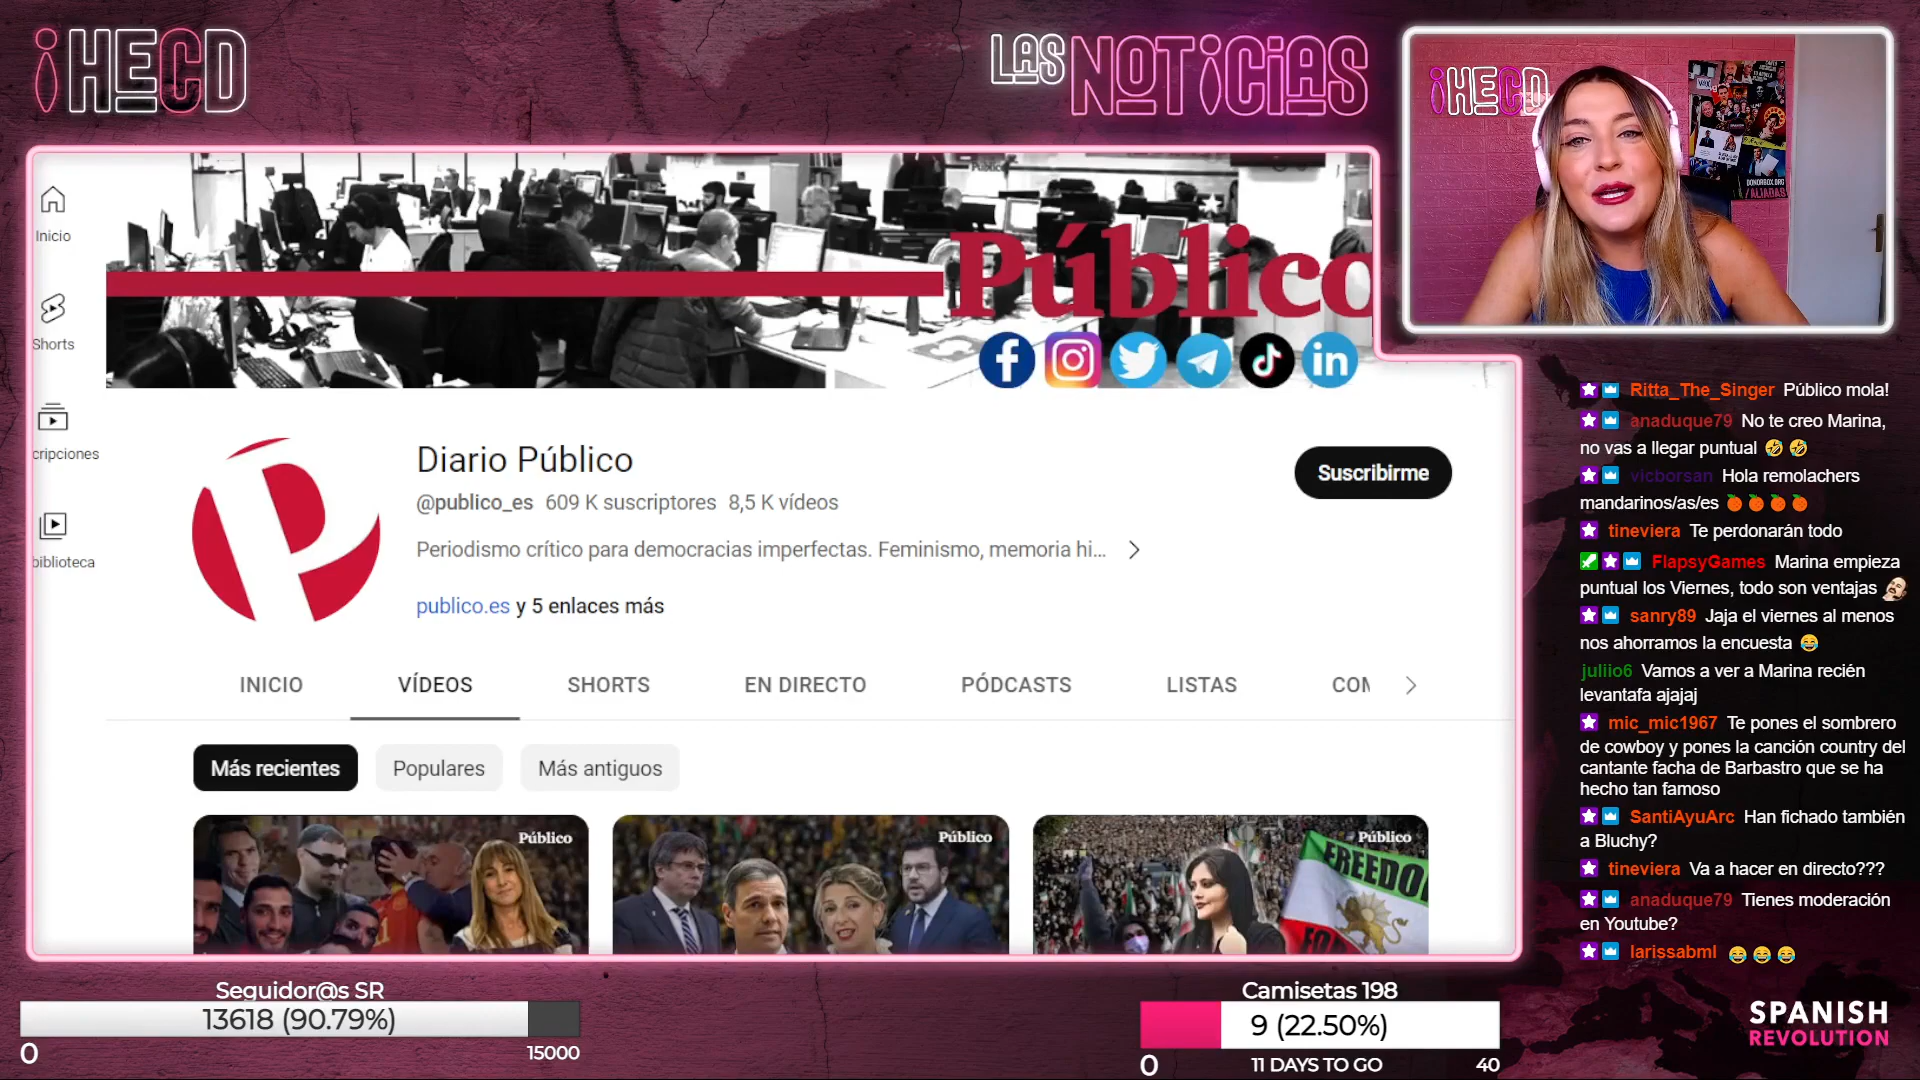 ¡HECD
LAS NOTICIAS
¡HECD
DONORBOX.ORG
/ALIADAS
Inicio
Shorts
cripciones
biblioteca
Público
Diario Público
@publico_es 609 K suscriptores 8,5 K vídeos
Periodismo crítico para democracias imperfectas. Feminismo, memoria hi...
publico.es y 5 enlaces más
Suscribirme
INICIO VÍDEOS SHORTS EN DIRECTO PÓDCASTS LISTAS COM
Más recientes Populares Más antiguos
Público
Público
Público
FREEDO
Ritta_The_Singer Público mola!
anaduque79 No te creo Marina,
no vas a llegar puntual 🤣 🤣
vicborsan Hola remolachers
mandarinos/as/es 🍊 🍊 🍊 🍊
tineviera Te perdonarán todo
FlapsyGames Marina empieza
puntual los Viernes, todo son ventajas
sanry89 Jaja el viernes al menos
nos ahorramos la encuesta 😂
juliio6 Vamos a ver a Marina recién
levantafa ajajaj
mic_mic1967 Te pones el sombrero
de cowboy y pones la canción country del
cantante facha de Barbastro que se ha
hecho tan famoso
SantiAyuArc Han fichado también
a Bluchy?
tineviera Va a hacer en directo???
anaduque79 Tienes moderación
en Youtube?
larissabml 😂 😂 😂
Seguidor@s SR
13618 (90.79%)
0 15000
Camisetas 198
9 (22.50%)
0 11 DAYS TO GO 40
SPANISH
REVOLUTION